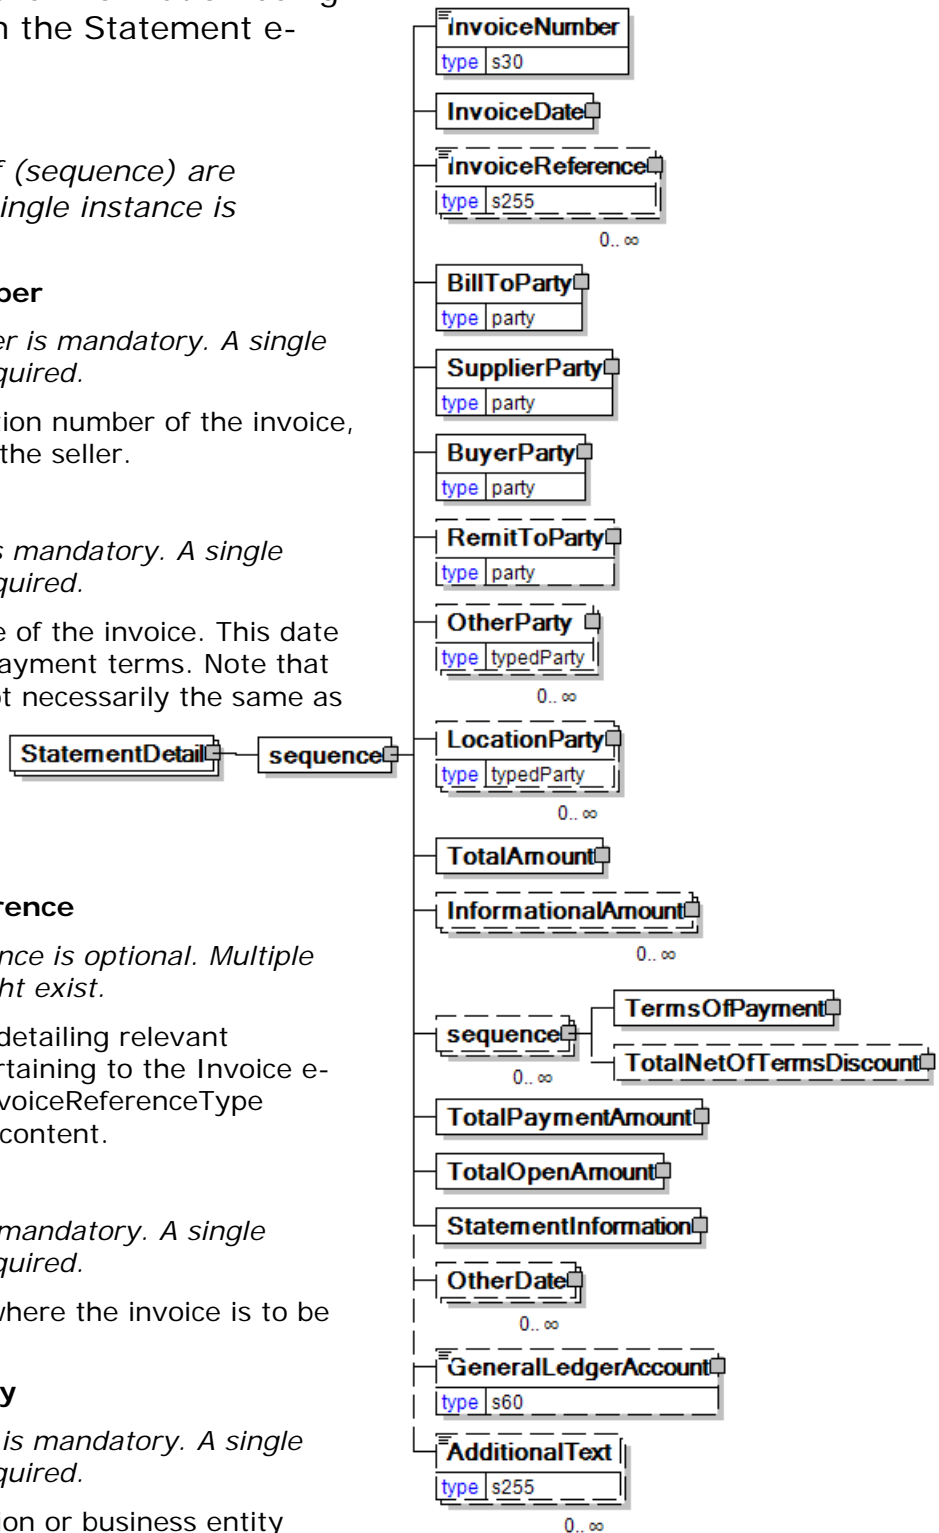 n the Statement e-
f (sequence) are
ingle instance is
ber
er is mandatory. A single
quired.
tion number of the invoice,
the seller.
s mandatory. A single
quired.
e of the invoice. This date
payment terms. Note that
ot necessarily the same as
rence
nce is optional. Multiple
ht exist.
detailing relevant
rtaining to the Invoice e-
voiceReferenceType
content.
mandatory. A single
quired.
where the invoice is to be
y
is mandatory. A single
quired.
ion or business entity
StatementDetail
sequence
InvoiceNumber
type s30
InvoiceDate
InvoiceReference
type s255
0.. ∞
BillToParty
type party
SupplierParty
type party
BuyerParty
type party
RemitToParty
type party
OtherParty
type typedParty
0.. ∞
LocationParty
type typedParty
0.. ∞
TotalAmount
InformationalAmount
0.. ∞
sequence
0.. ∞
TermsOfPayment
TotalNetOfTermsDiscount
TotalPaymentAmount
TotalOpenAmount
StatementInformation
OtherDate
0.. ∞
GeneralLedgerAccount
type s60
AdditionalText
type s255
0.. ∞